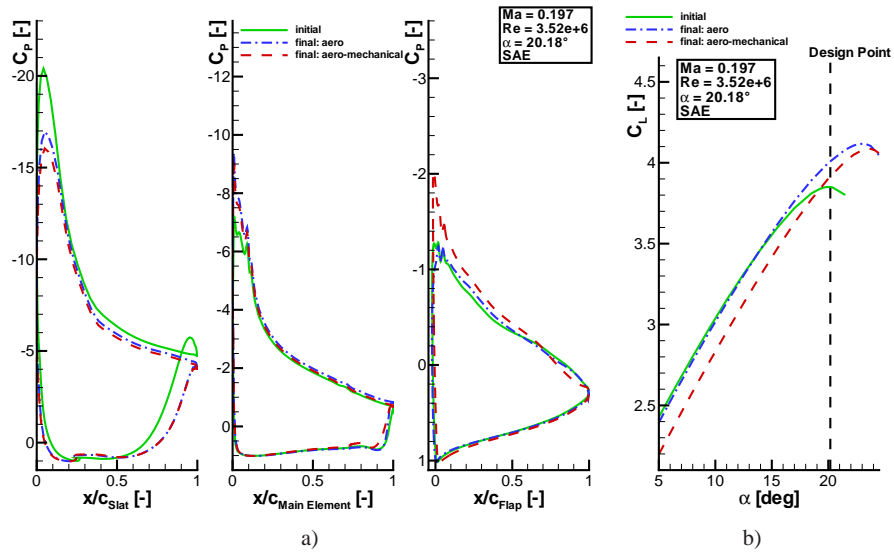 initial
final: aero
final: aero-mechanical
C_P [-]
-20
-15
-10
-5
0
0
0.5
1
x/c_Slat [-]
C_P [-]
-12
-10
-8
-6
-4
-2
0
0
0.5
1
x/c_Main Element [-]
C_P [-]
Ma = 0.197
Re = 3.52e+6
α = 20.18°
SAE
-3
-2
-1
0
1
0.5
1
x/c_Flap [-]
a)
initial
final: aero
final: aero-mechanical
Design Point
C_L [-]
Ma = 0.197
Re = 3.52e+6
α = 20.18°
SAE
4.5
4
3.5
3
2.5
5
10
15
20
α [deg]
b)